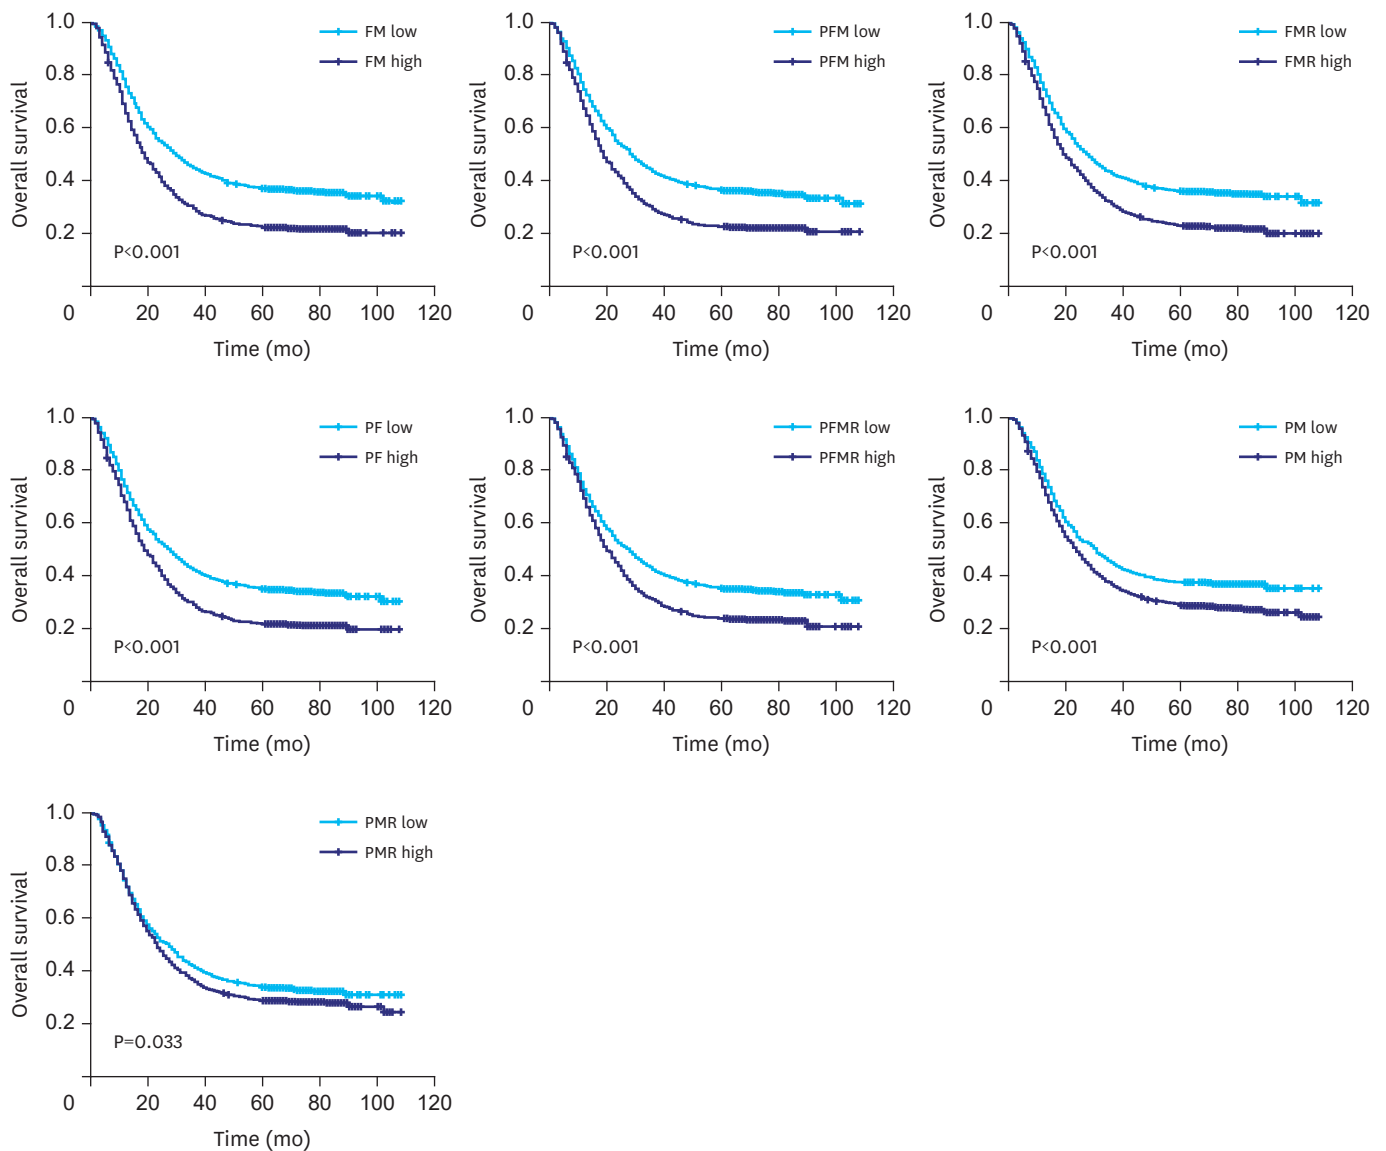 1.0
0.8
0.6
0.4
0.2
0
20
40
60
80
100
120
Overall survival
Time (mo)
FM low
FM high
P<0.001
1.0
0.8
0.6
0.4
0.2
0
20
40
60
80
100
120
Overall survival
Time (mo)
PFM low
PFM high
P<0.001
1.0
0.8
0.6
0.4
0.2
0
20
40
60
80
100
120
Overall survival
Time (mo)
FMR low
FMR high
P<0.001
1.0
0.8
0.6
0.4
0.2
0
20
40
60
80
100
120
Overall survival
Time (mo)
PF low
PF high
P<0.001
1.0
0.8
0.6
0.4
0.2
0
20
40
60
80
100
120
Overall survival
Time (mo)
PFMR low
PFMR high
P<0.001
1.0
0.8
0.6
0.4
0.2
0
20
40
60
80
100
120
Overall survival
Time (mo)
PM low
PM high
P<0.001
1.0
0.8
0.6
0.4
0.2
0
20
40
60
80
100
120
Overall survival
Time (mo)
PMR low
PMR high
P=0.033